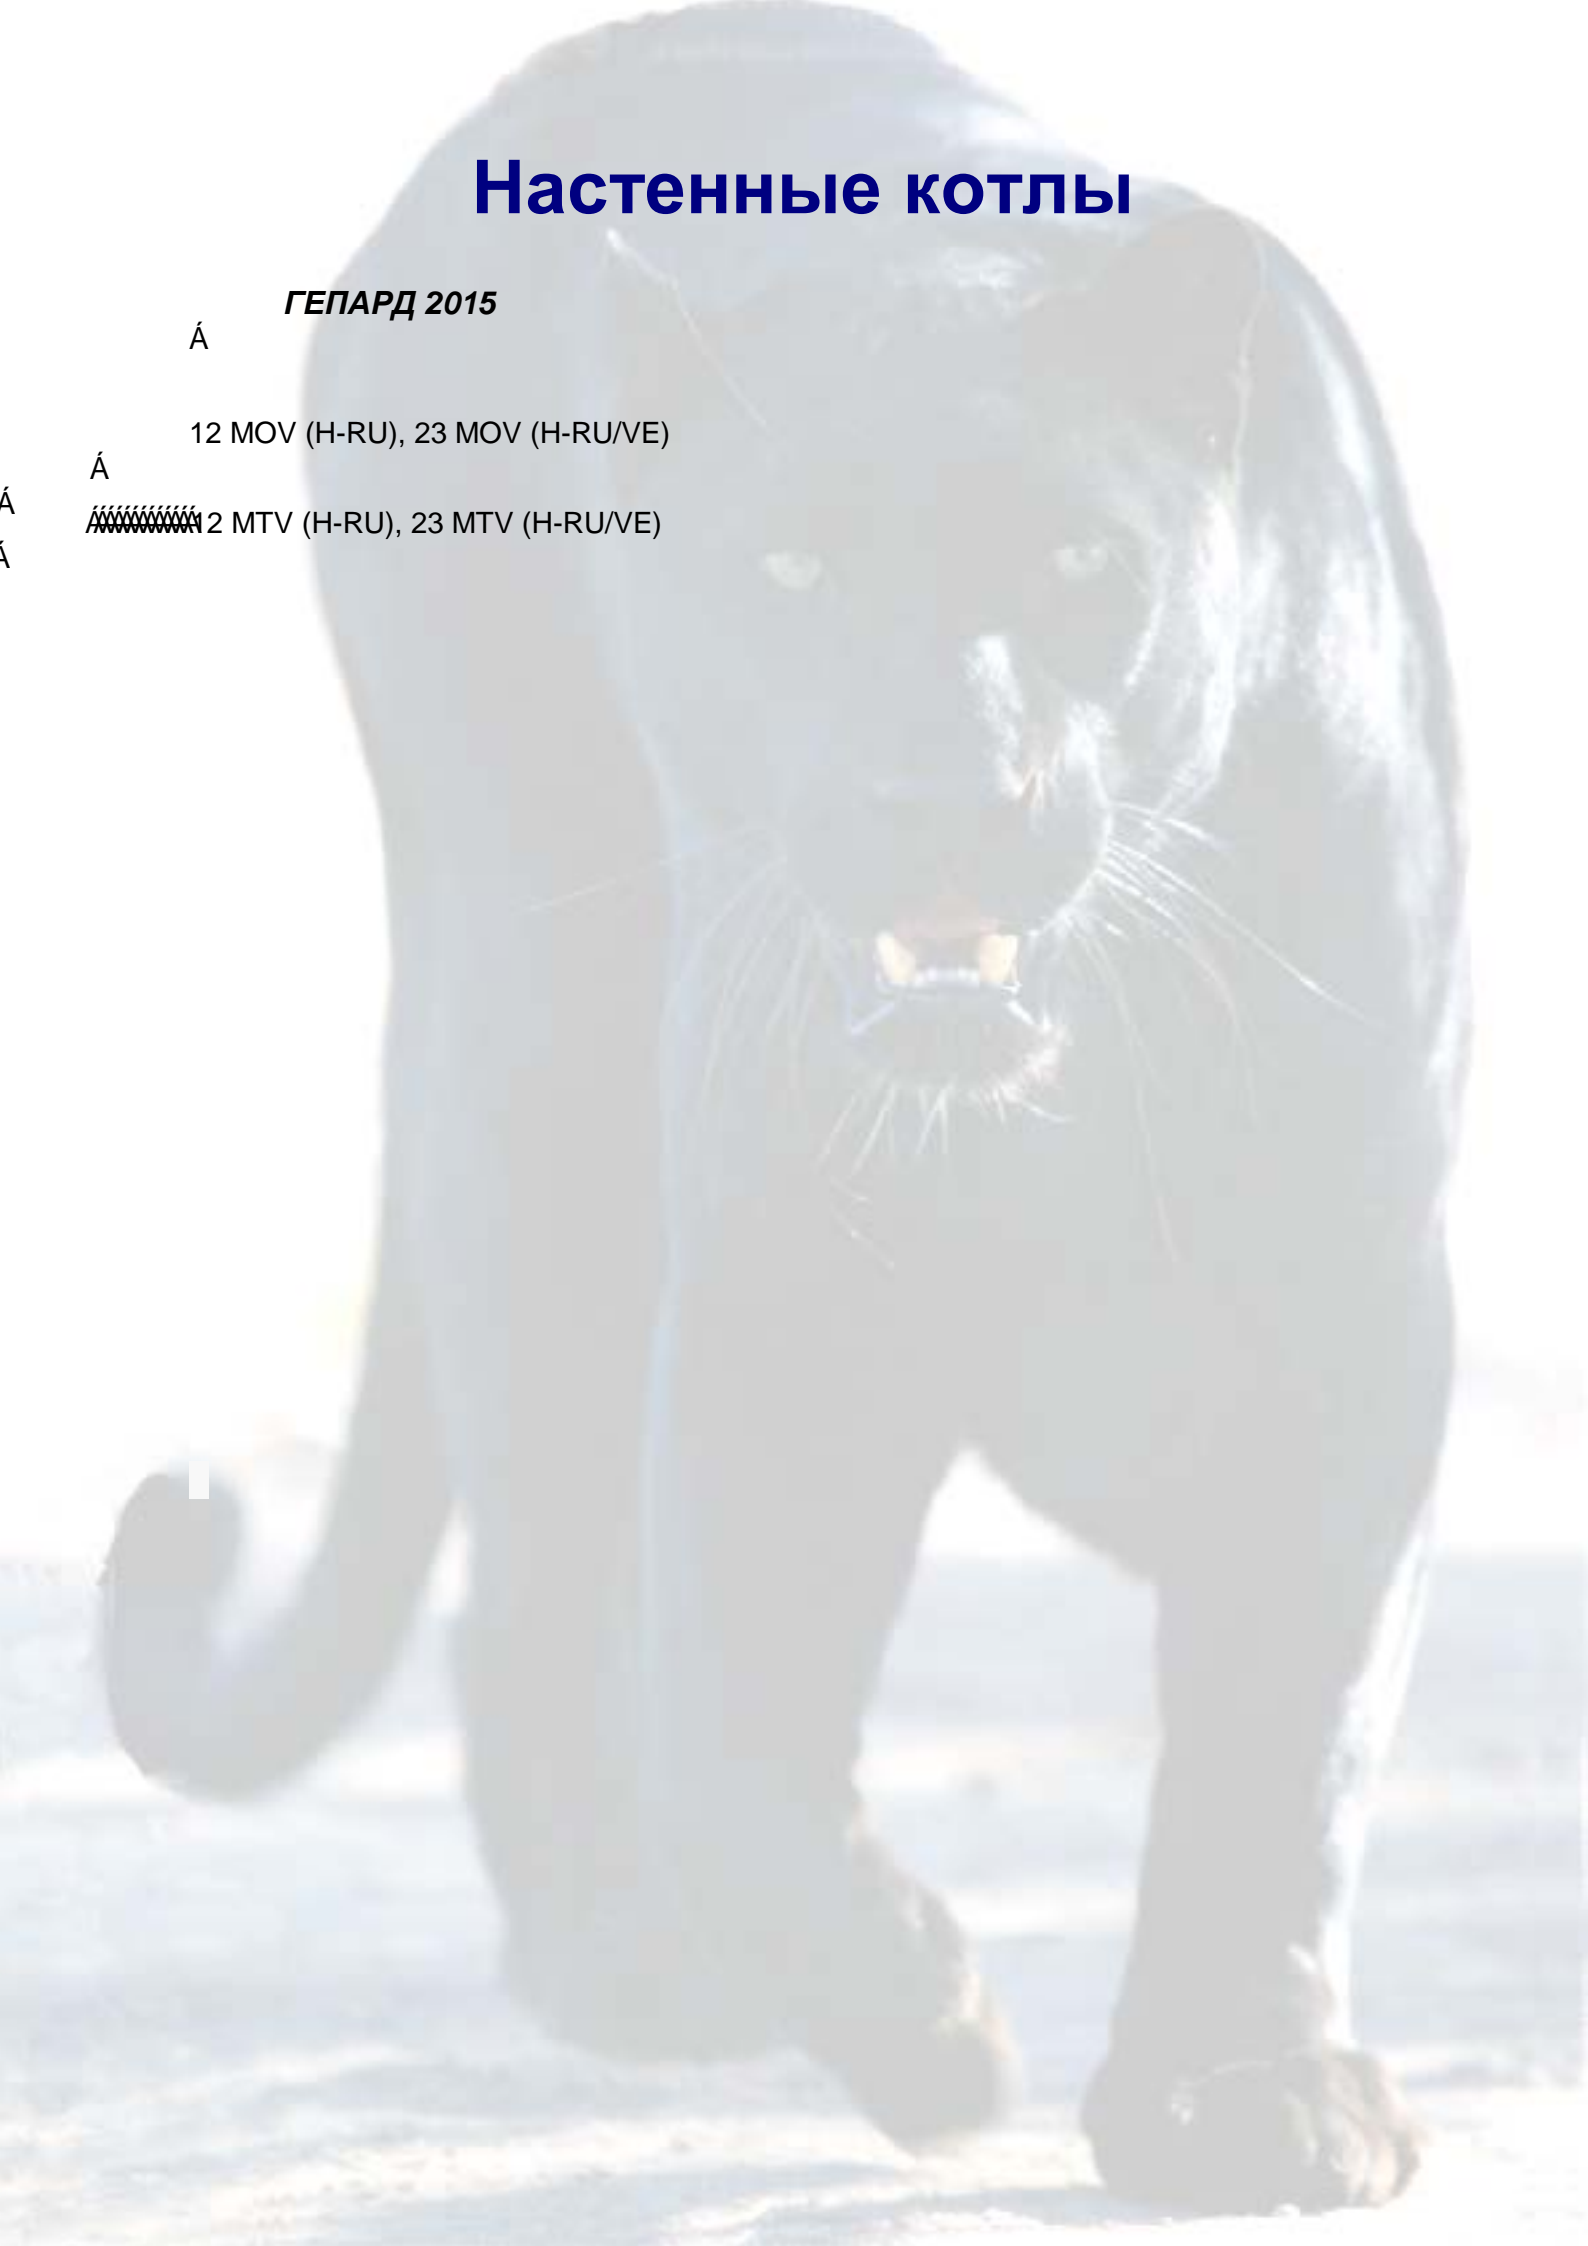 Настенные котлы
ГЕПАРД 2015
Á
12 MOV (H-RU), 23 MOV (H-RU/VE)
Á
Á
12 MTV (H-RU), 23 MTV (H-RU/VE)
Á